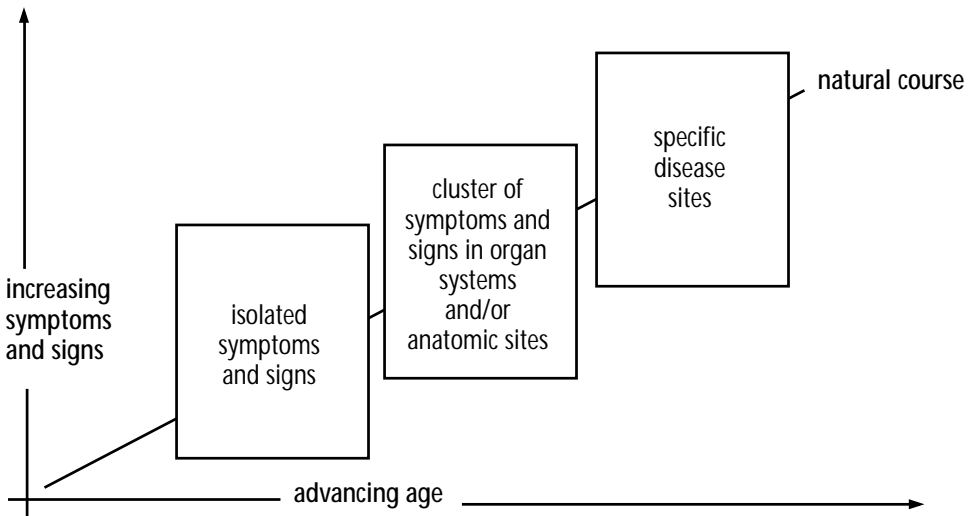 natural course
specific
disease
sites
cluster of
symptoms and
signs in organ
systems
and/or
anatomic sites
increasing
symptoms
and signs
isolated
symptoms
and signs
advancing age